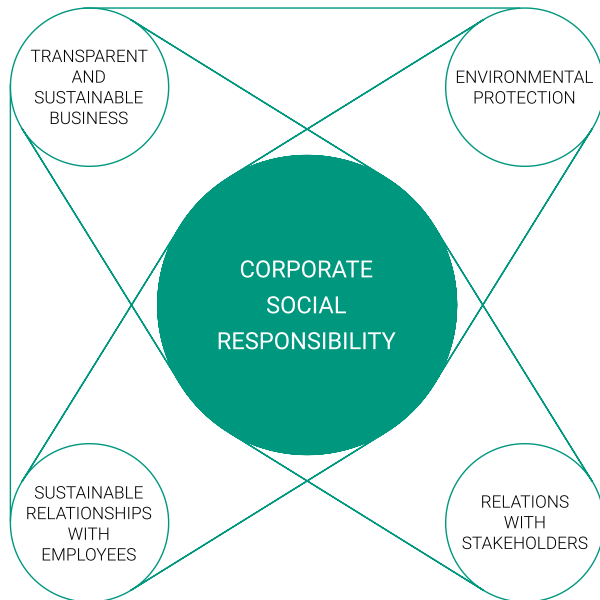 TRANSPARENT
AND
SUSTAINABLE
BUSINESS
ENVIRONMENTAL
PROTECTION
CORPORATE
SOCIAL
RESPONSIBILITY
SUSTAINABLE
RELATIONSHIPS
WITH
EMPLOYEES
RELATIONS
WITH
STAKEHOLDERS